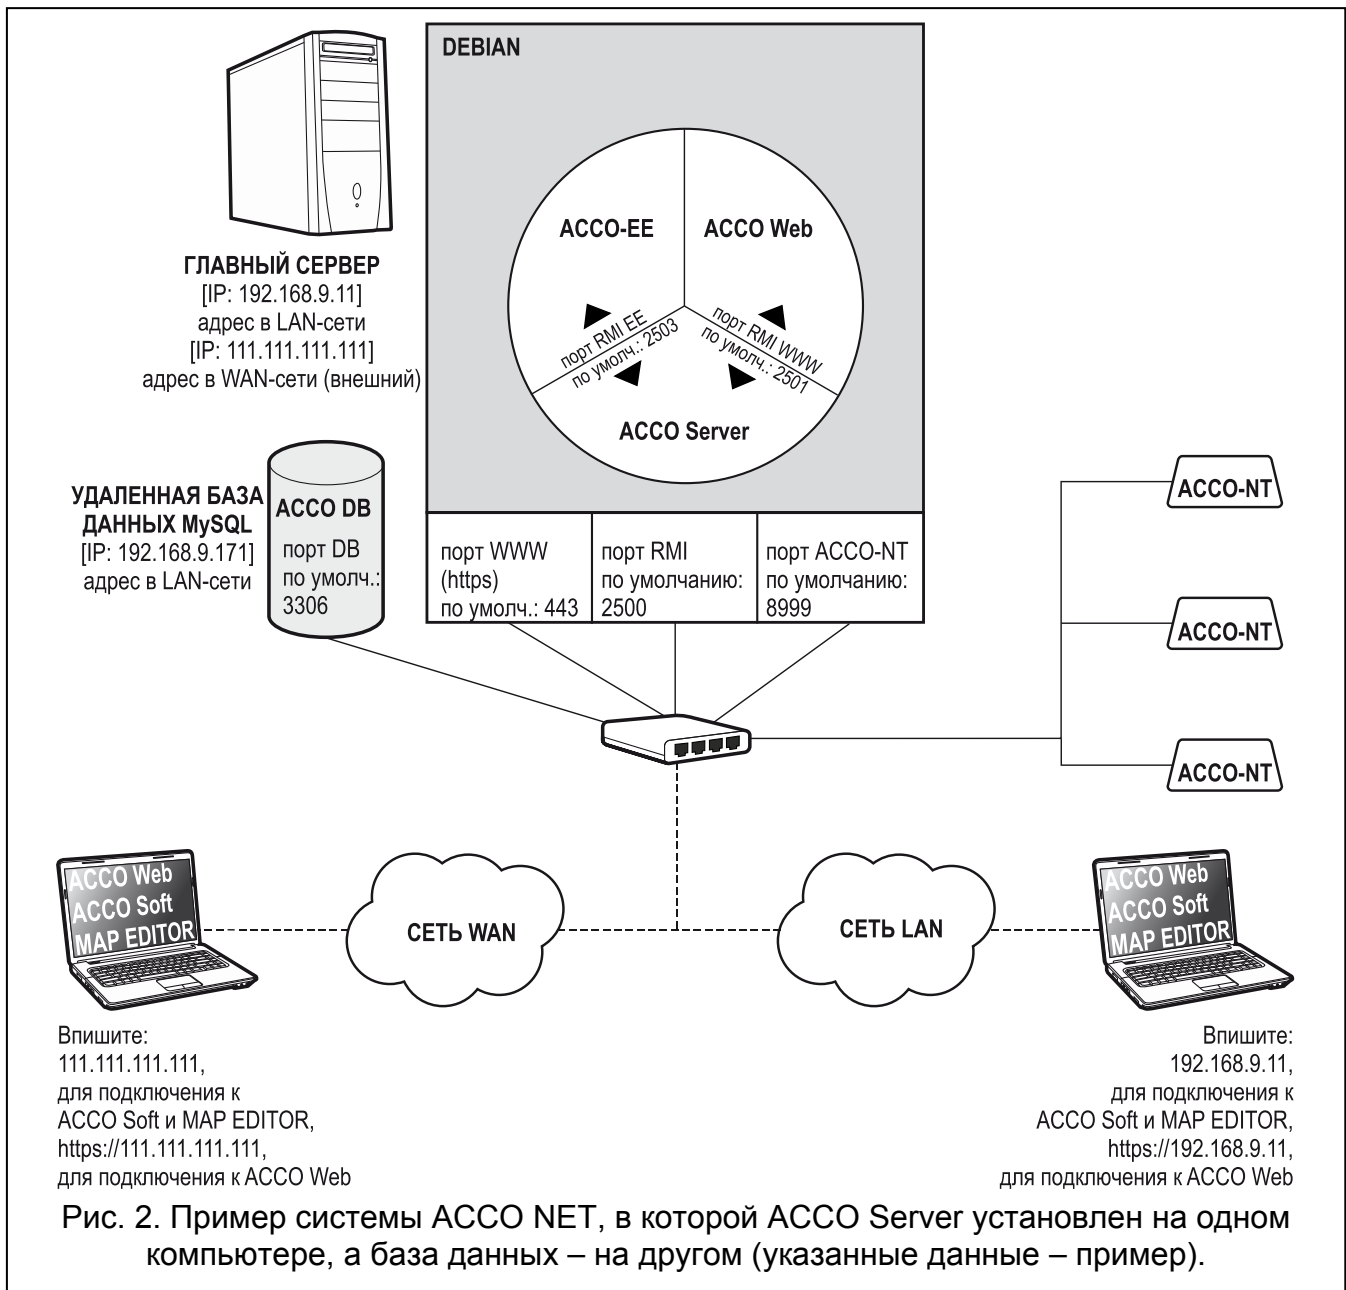 DEBIAN
ACCO-EE
ACCO Web
порт RMI EE
по умолч.: 2503
порт RMI WWW
по умолч.: 2501
ACCO Server
ГЛАВНЫЙ СЕРВЕР
[IP: 192.168.9.11]
адрес в LAN-сети
[IP: 111.111.111.111]
адрес в WAN-сети (внешний)
УДАЛЕННАЯ БАЗА
ДАННЫХ MySQL
[IP: 192.168.9.171]
адрес в LAN-сети
ACCO DB
порт DB
по умолч.:
3306
порт WWW
(https)
по умолч.: 443
порт RMI
по умолчанию:
2500
порт ACCO-NT
по умолчанию:
8999
ACCO-NT
ACCO-NT
ACCO-NT
ACCO Web
ACCO Soft
MAP EDITOR
СЕТЬ WAN
СЕТЬ LAN
ACCO Web
ACCO Soft
MAP EDITOR
Впишите:
111.111.111.111,
для подключения к
ACCO Soft и MAP EDITOR,
https://111.111.111.111,
для подключения к ACCO Web
Впишите:
192.168.9.11,
для подключения к
ACCO Soft и MAP EDITOR,
https://192.168.9.11,
для подключения к ACCO Web
Рис. 2. Пример системы ACCO NET, в которой ACCO Server установлен на одном
компьютере, а база данных – на другом (указанные данные – пример).